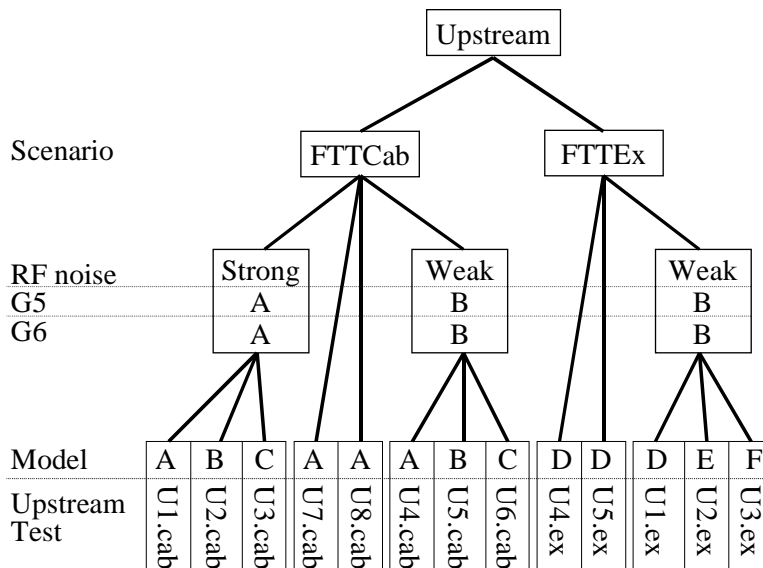 Upstream
Scenario FTTCab FTTEx
RF noise Strong Weak Weak
G5 A B B
G6 A B B
Model A B C A A A B C D D D E F
Upstream Test U1.cab U2.cab U3.cab U7.cab U8.cab U4.cab U5.cab U6.cab U4.ex U5.ex U1.ex U2.ex U3.ex